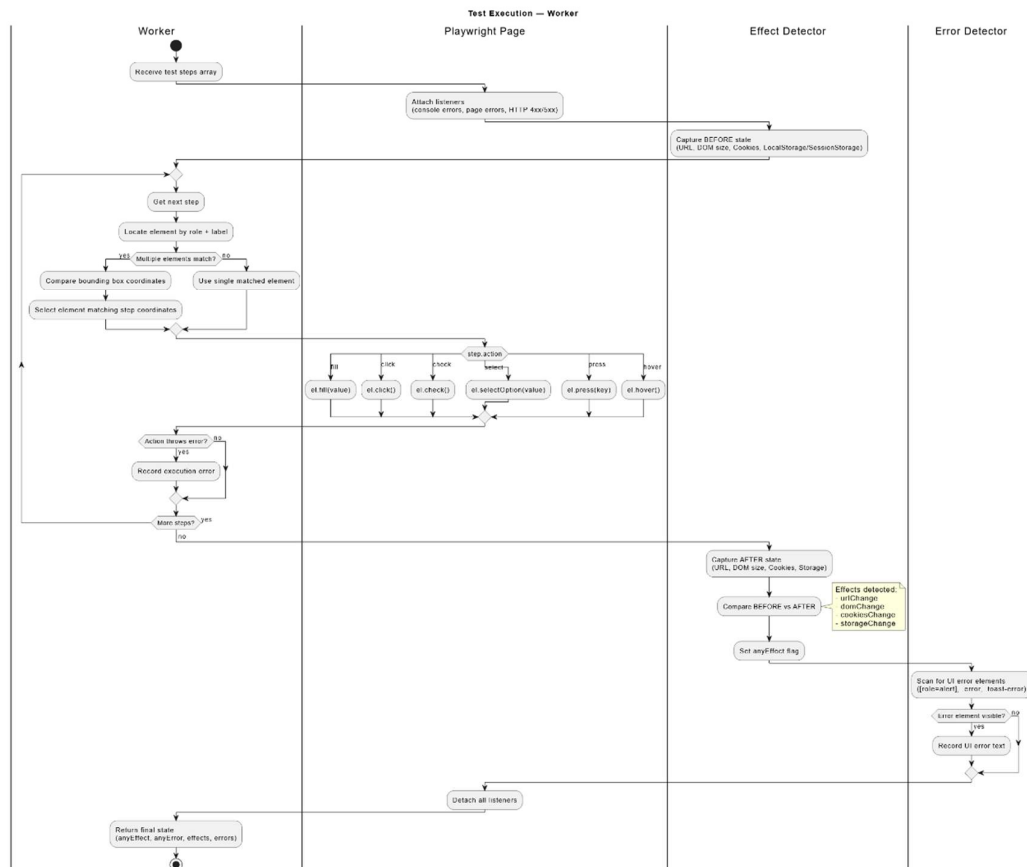 Test Execution — Worker
Worker
Playwright Page
Effect Detector
Error Detector
Receive test steps array
Attach listeners
(console errors, page errors, HTTP 4xx/5xx)
Capture BEFORE state
(URL, DOM size, Cookies, LocalStorage/SessionStorage)
Get next step
Locate element by role + label
yes
Multiple elements match?
no
Compare bounding box coordinates
Use single matched element
Select element matching step coordinates
step.action
fill
click
check
select
press
hover
el.fill(value)
el.click()
el.check()
el.selectOption(value)
el.press(key)
el.hover()
Action throws error?
no
yes
Record execution error
More steps?
yes
no
Capture AFTER state
(URL, DOM size, Cookies, Storage)
Compare BEFORE vs AFTER
Effects detected:
- urlChange
- domChange
- cookiesChange
- storageChange
Set anyEffect flag
Scan for UI error elements
([role=alert], .error, .toast-error)
Error element visible?
no
yes
Record UI error text
Detach all listeners
Return final state
(anyEffect, anyError, effects, errors)